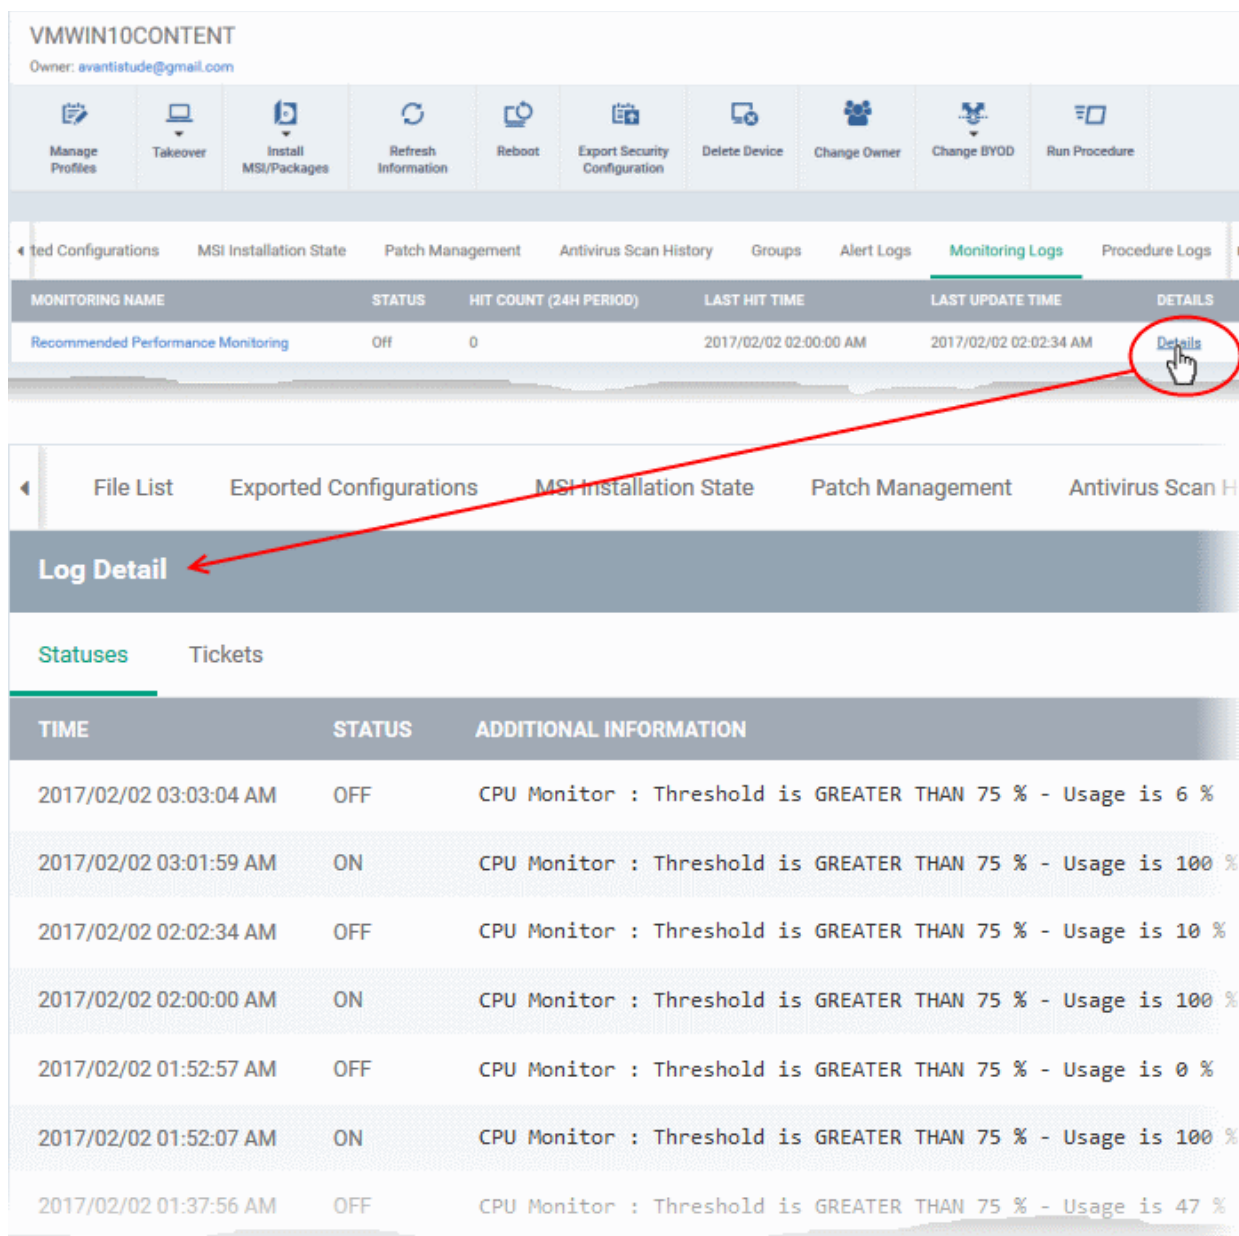 VMWIN10CONTENT
Owner: avantistude@gmail.com
Manage Profiles
Takeover
Install MSI/Packages
Refresh Information
Reboot
Export Security Configuration
Delete Device
Change Owner
Change BYOD
Run Procedure
ted Configurations MSI Installation State Patch Management Antivirus Scan History Groups Alert Logs Monitoring Logs Procedure Logs
MONITORING NAME STATUS HIT COUNT (24H PERIOD) LAST HIT TIME LAST UPDATE TIME DETAILS
Recommended Performance Monitoring Off 0 2017/02/02 02:00:00 AM 2017/02/02 02:02:34 AM Details
File List Exported Configurations MSI Installation State Patch Management Antivirus Scan H
Log Detail
Statuses Tickets
TIME STATUS ADDITIONAL INFORMATION
2017/02/02 03:03:04 AM OFF CPU Monitor : Threshold is GREATER THAN 75 % - Usage is 6 %
2017/02/02 03:01:59 AM ON CPU Monitor : Threshold is GREATER THAN 75 % - Usage is 100 %
2017/02/02 02:02:34 AM OFF CPU Monitor : Threshold is GREATER THAN 75 % - Usage is 10 %
2017/02/02 02:00:00 AM ON CPU Monitor : Threshold is GREATER THAN 75 % - Usage is 100 %
2017/02/02 01:52:57 AM OFF CPU Monitor : Threshold is GREATER THAN 75 % - Usage is 0 %
2017/02/02 01:52:07 AM ON CPU Monitor : Threshold is GREATER THAN 75 % - Usage is 100 %
2017/02/02 01:37:56 AM OFF CPU Monitor : Threshold is GREATER THAN 75 % - Usage is 47 %